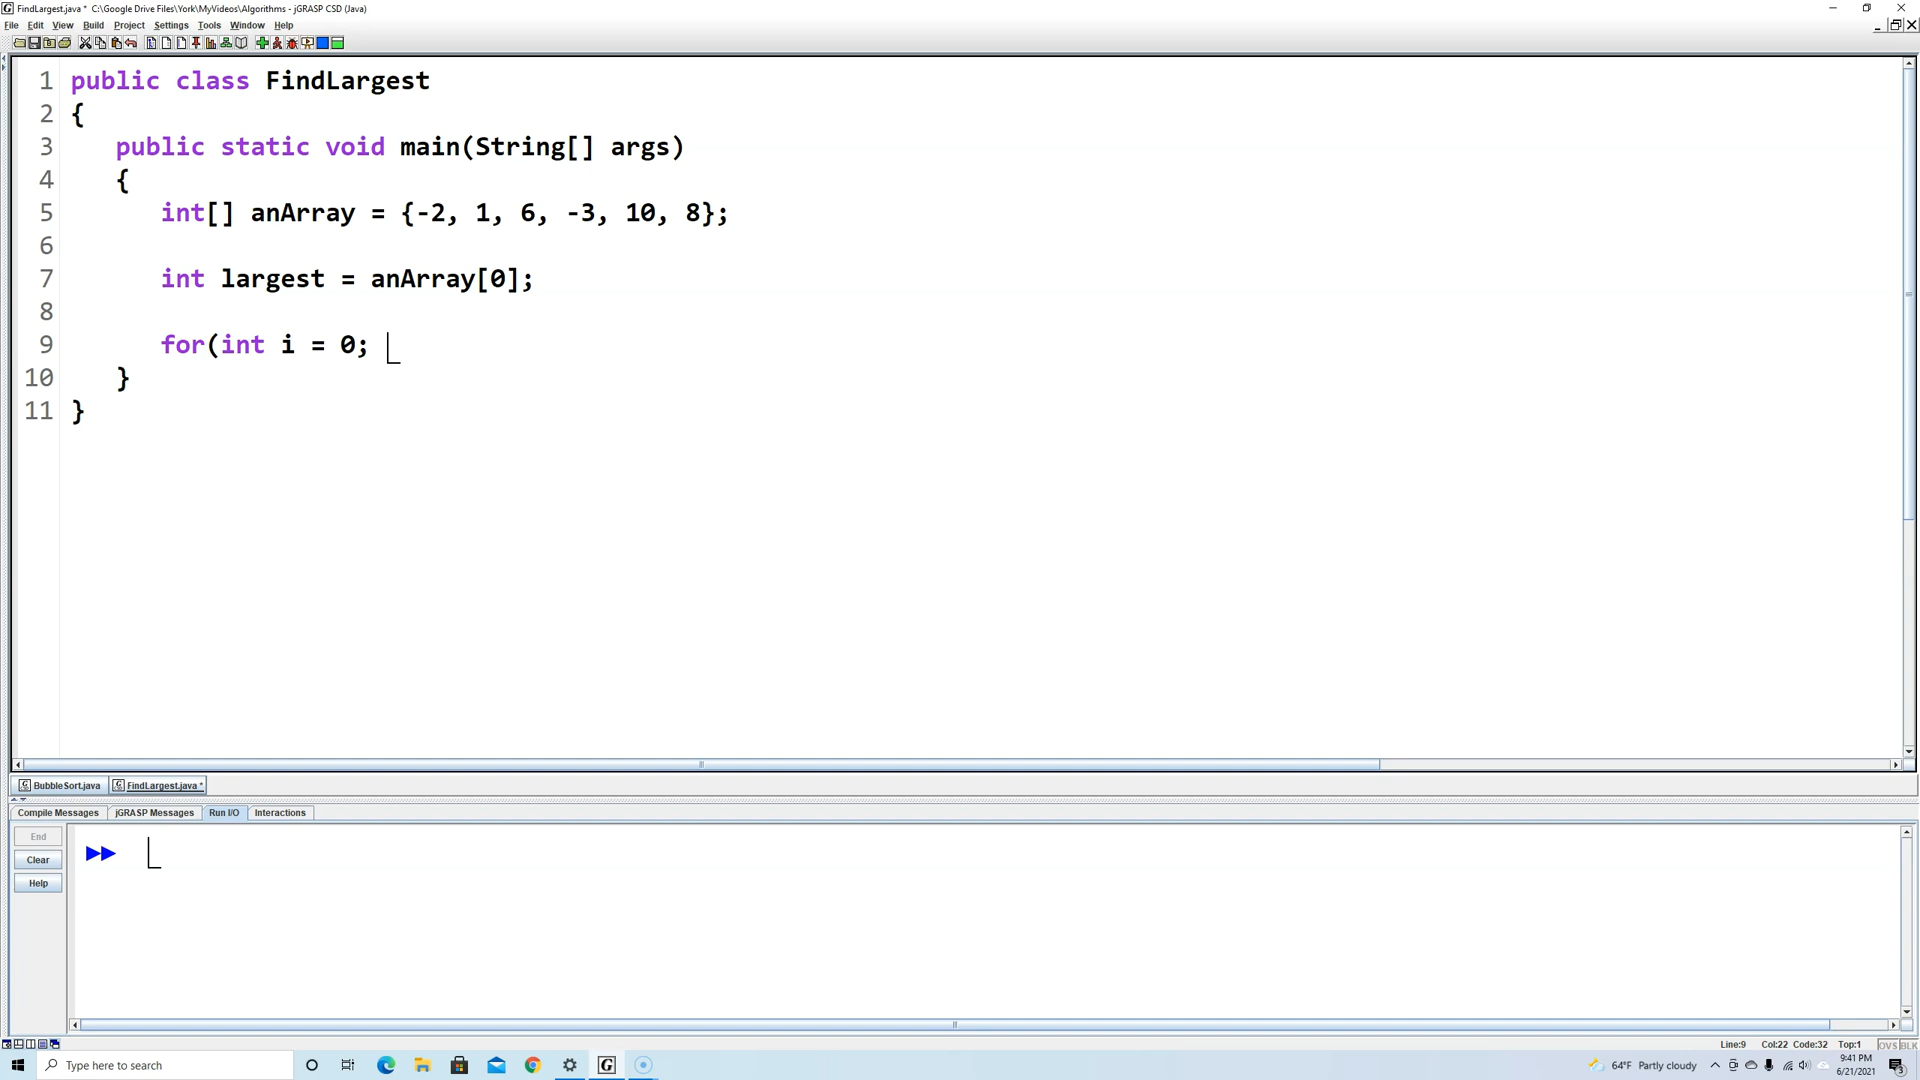 FindLargest.java * C:\Google Drive Files\York\MyVideos\Algorithms - jGRASP CSD (Java)
File Edit View Build Project Settings Tools Window Help
1 public class FindLargest
2 {
3 public static void main(String[] args)
4 {
5 int[] anArray = {-2, 1, 6, -3, 10, 8};
6
7 int largest = anArray[0];
8
9 for(int i = 0;
10 }
11 }
BubbleSort.java FindLargest.java *
Compile Messages jGRASP Messages Run I/O Interactions
End
Clear
Help
Line:9 Col:22 Code:32 Top:1 OVS BLK
Type here to search
64°F Partly cloudy
9:41 PM
6/21/2021
3